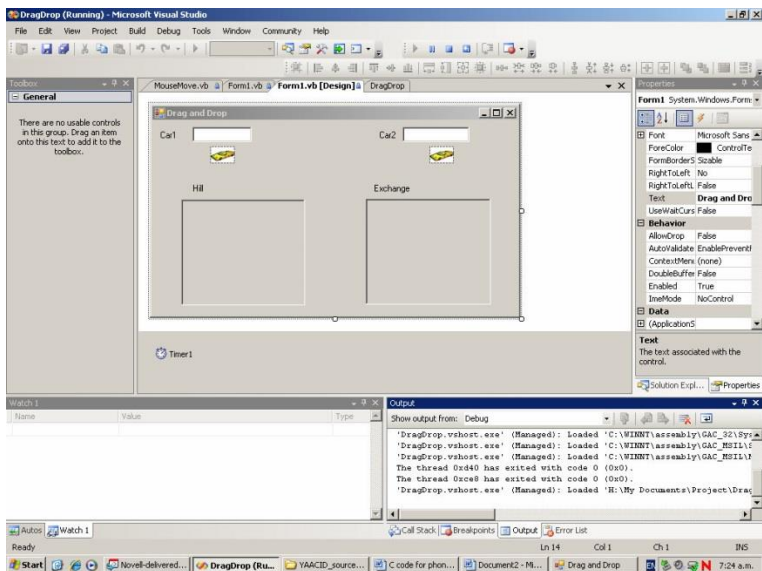 DragDrop (Running) - Microsoft Visual Studio
File Edit View Project Build Debug Tools Window Community Help
Toolbox
General
There are no usable controls
in this group. Drag an item
onto this text to add it to the
toolbox.
MouseMove.vb Form1.vb Form1.vb [Design] DragDrop
Drag and Drop
Car1
Car2
Hill
Exchange
Timer1
Properties
Form1 System.Windows.Form
Font Microsoft Sans
ForeColor ControlTe
FormBorderS Sizable
RightToLeft No
RightToLeftL False
Text Drag and Dro
UseWaitCurs False
Behavior
AllowDrop False
AutoValidate EnablePreventF
ContextMen (none)
DoubleBuffer False
Enabled True
ImeMode NoControl
Data
(ApplicationS
Text
The text associated with the
control.
Solution Expl... Properties
Watch 1
Name Value Type
Autos Watch 1
Output
Show output from: Debug
'DragDrop.vshost.exe' (Managed): Loaded 'C:\WINNT\assembly\GAC_32\Sys
'DragDrop.vshost.exe' (Managed): Loaded 'C:\WINNT\assembly\GAC_MSIL\
'DragDrop.vshost.exe' (Managed): Loaded 'C:\WINNT\assembly\GAC_MSIL\
The thread 0xd40 has exited with code 0 (0x0).
The thread 0xce8 has exited with code 0 (0x0).
'DragDrop.vshost.exe' (Managed): Loaded 'H:\My Documents\Project\Drag
Call Stack Breakpoints Output Error List
Ready Ln 14 Col 1 Ch 1 INS
Start Novell-delivered... DragDrop (Ru... YAACID_source... C code for phon... Document2 - Mi... Drag and Drop 7:24 a.m.